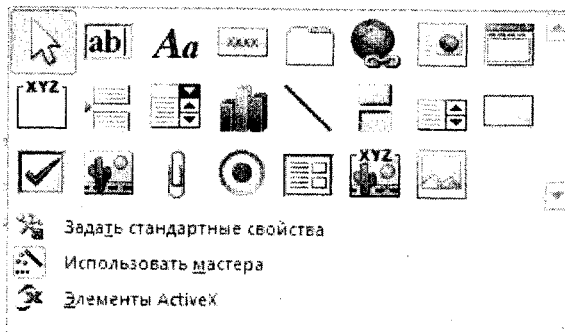 ab Aa XXXX
XYZ
XYZ
Задать стандартные свойства
Использовать мастера
Элементы ActiveX